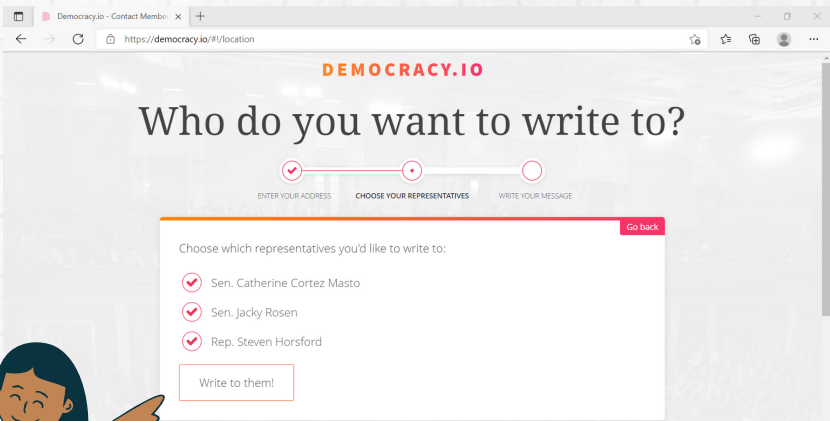 Democracy.io - Contact Member
https://democracy.io/#!/location
DEMOCRACY.IO
Who do you want to write to?
ENTER YOUR ADDRESS
CHOOSE YOUR REPRESENTATIVES
WRITE YOUR MESSAGE
Go back
Choose which representatives you'd like to write to:
Sen. Catherine Cortez Masto
Sen. Jacky Rosen
Rep. Steven Horsford
Write to them!